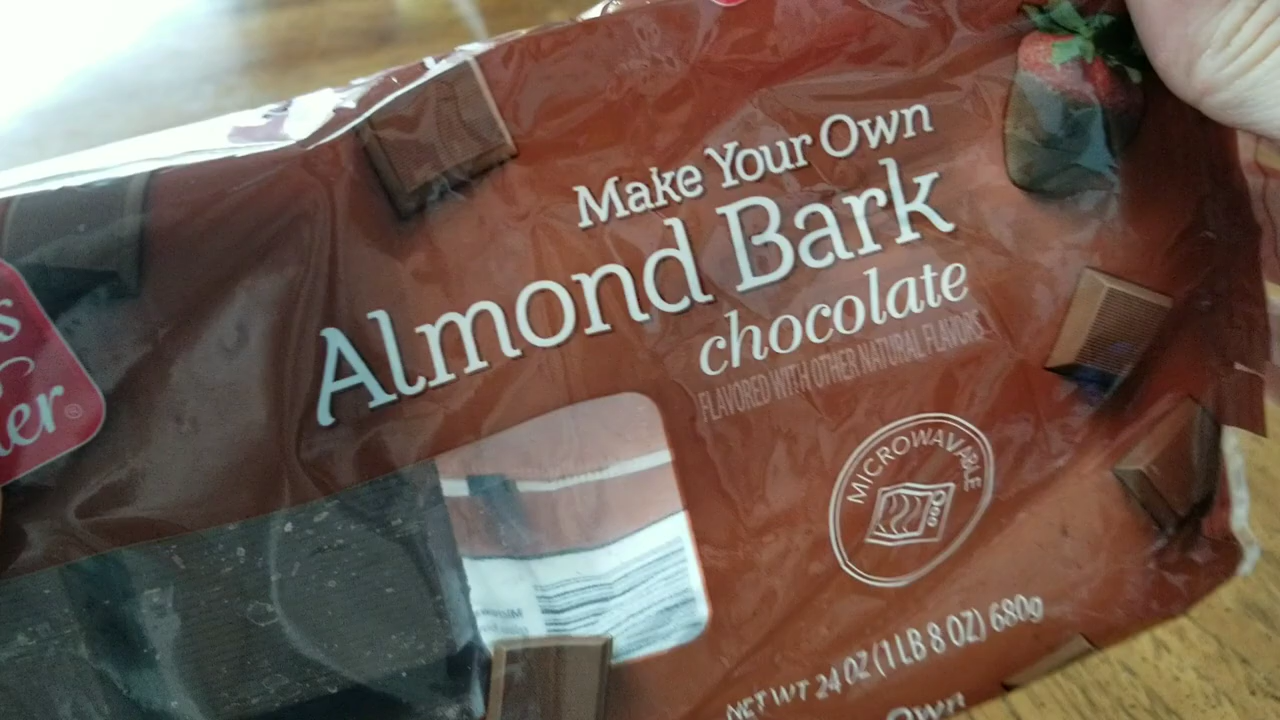 Make Your Own
Almond Bark
chocolate
FLAVORED WITH OTHER NATURAL FLAVORS
MICROWAVABLE
NET WT 24 OZ (1 LB 8 OZ) 680g
Own